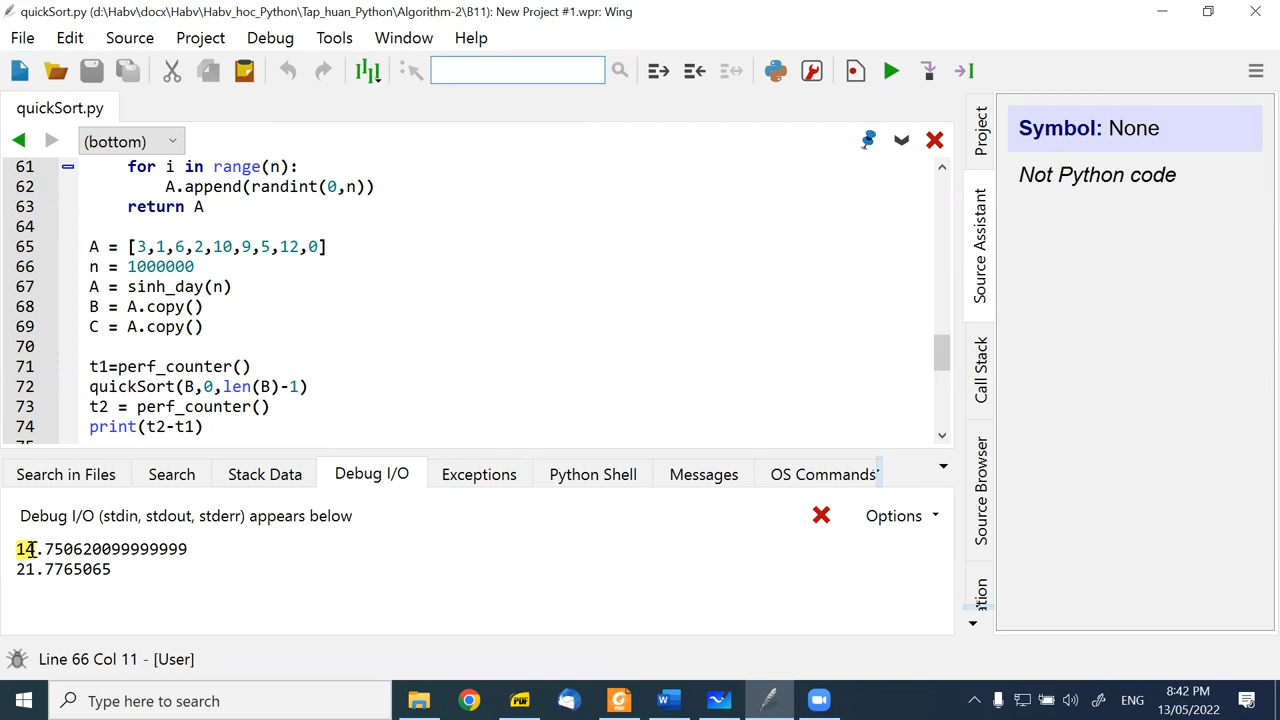 quickSort.py (d:\Habv\docx\Habv\Habv_hoc_Python\Tap_huan_Python\Algorithm-2\B11): New Project #1.wpr: Wing
File Edit Source Project Debug Tools Window Help
quickSort.py
(bottom)
61 for i in range(n):
62 A.append(randint(0,n))
63 return A
64
65 A = [3,1,6,2,10,9,5,12,0]
66 n = 1000000
67 A = sinh_day(n)
68 B = A.copy()
69 C = A.copy()
70
71 t1=perf_counter()
72 quickSort(B,0,len(B)-1)
73 t2 = perf_counter()
74 print(t2-t1)
Project
Source Assistant
Call Stack
Source Browser
Symbol: None
Not Python code
Search in Files Search Stack Data Debug I/O Exceptions Python Shell Messages OS Commands
Debug I/O (stdin, stdout, stderr) appears below
Options
14.750620099999999
21.7765065
Line 66 Col 11 - [User]
Type here to search
PDF
PDF
ENG
8:42 PM
13/05/2022